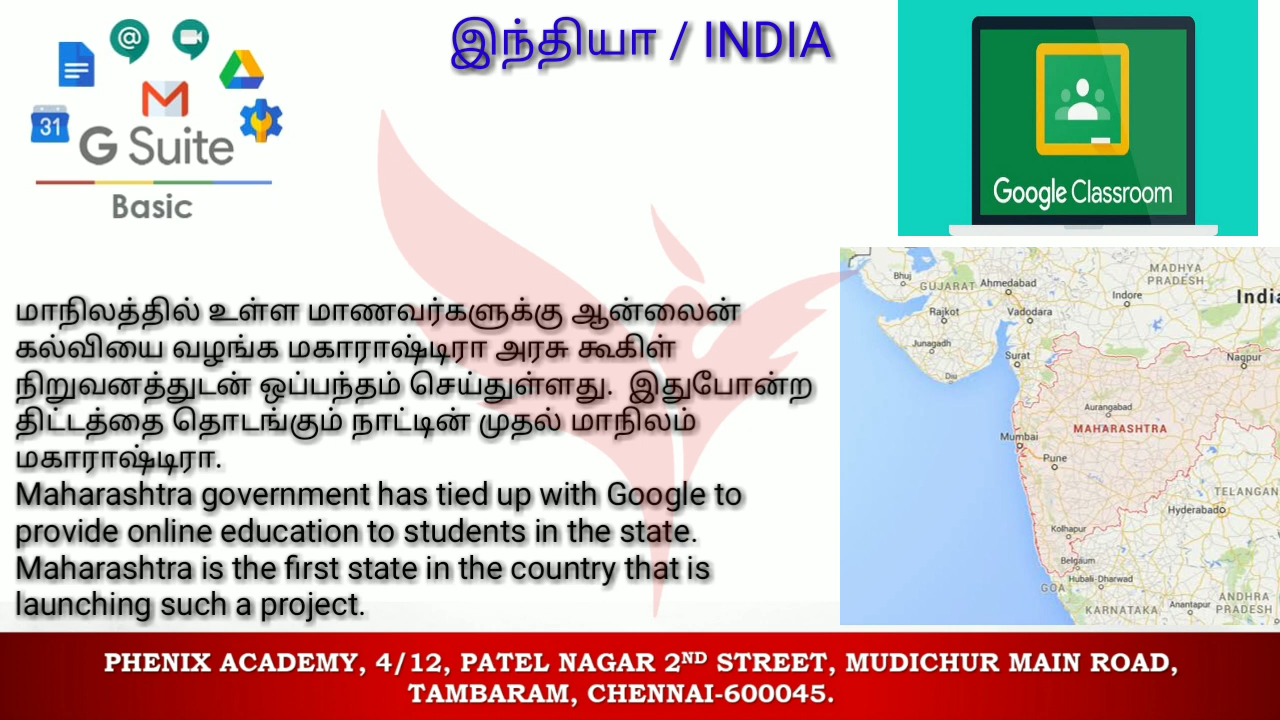 இந்தியா / INDIA
31
G Suite
Basic
Google Classroom
மாநிலத்தில் உள்ள மாணவர்களுக்கு ஆன்லைன்
கல்வியை வழங்க மகாராஷ்டிரா அரசு கூகிள்
நிறுவனத்துடன் ஒப்பந்தம் செய்துள்ளது. இதுபோன்ற
திட்டத்தை தொடங்கும் நாட்டின் முதல் மாநிலம்
மகாராஷ்டிரா.
Maharashtra government has tied up with Google to
provide online education to students in the state.
Maharashtra is the first state in the country that is
launching such a project.
Bhuj
GUJARAT
Ahmedabad
MADHYA
PRADESH
Indore
India
Rajkot
Vadodara
Junagadh
Diu
Surat
Nagpur
Aurangabad
MAHARASHTRA
Mumbai
Pune
TELANGAN
Hyderabad
Kolhapur
Belgaum
GOA
Hubali-Dharwad
KARNATAKA
Anantapur
ANDHRA
PRADESH
PHENIX ACADEMY, 4/12, PATEL NAGAR 2ND STREET, MUDICHUR MAIN ROAD,
TAMBARAM, CHENNAI-600045.